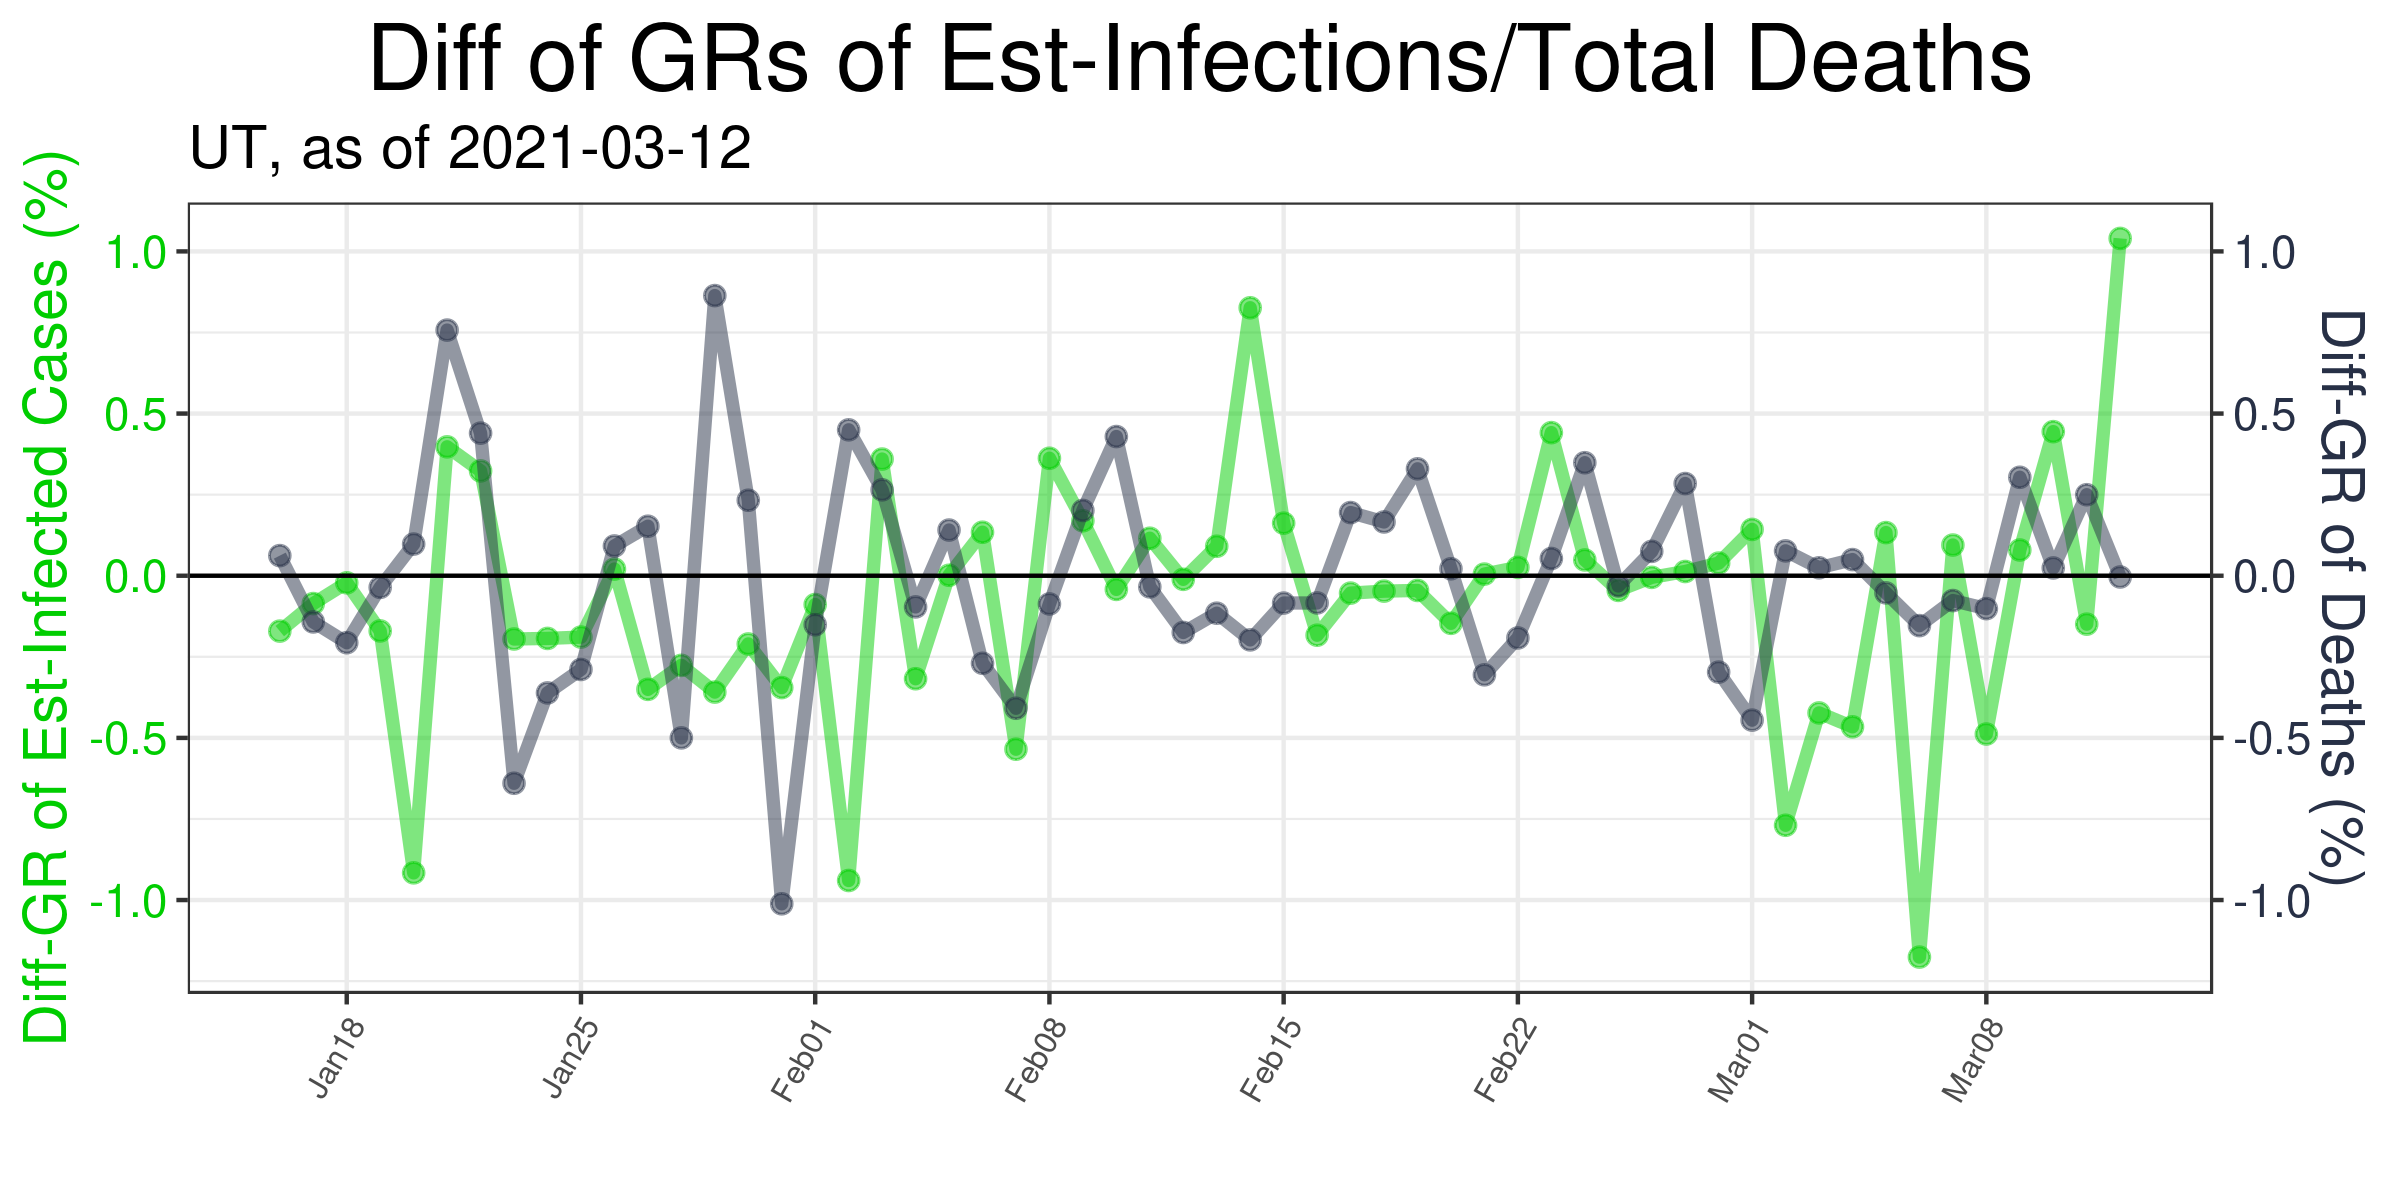 Diff of GRs of Est-Infections/Total Deaths
UT, as of 2021-03-12
Diff-GR of Est-Infected Cases (%)
1.0
0.5
0.0
-0.5
-1.0
1.0
0.5
0.0
-0.5
-1.0
Diff-GR of Deaths (%)
Jan18
Jan25
Feb01
Feb08
Feb15
Feb22
Mar01
Mar08